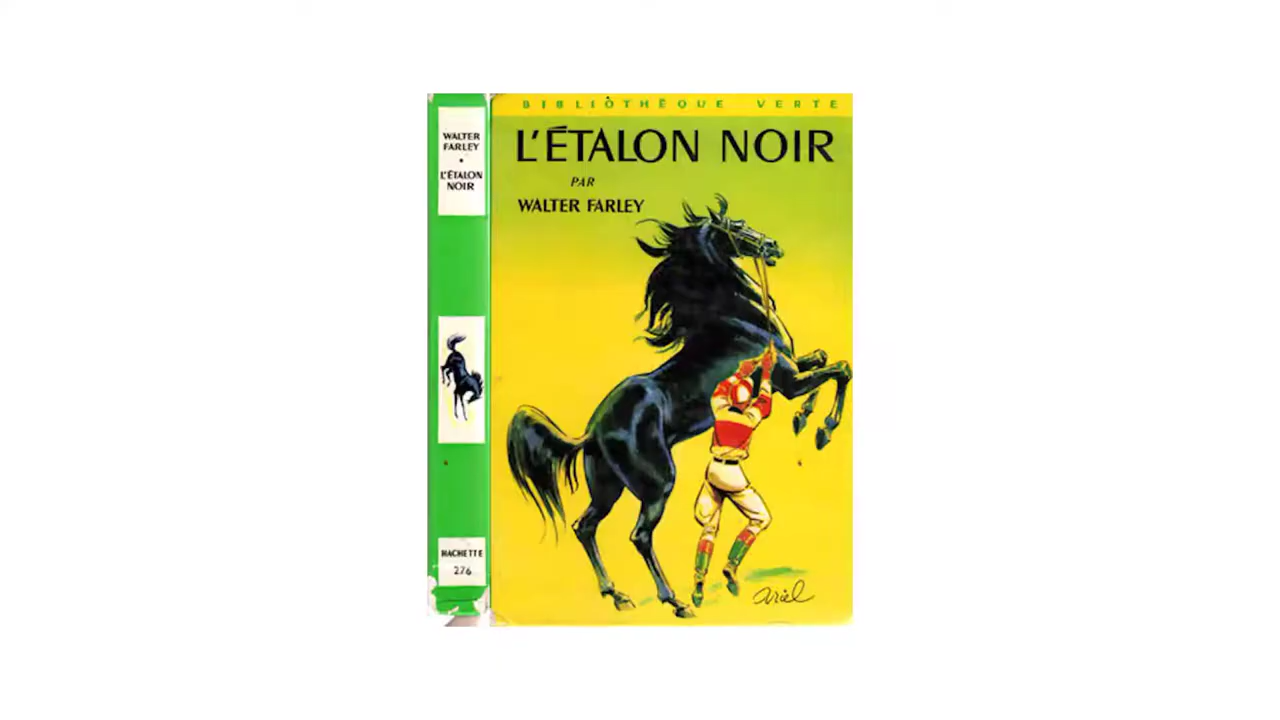 WALTER
FARLEY
•
L'ÉTALON
NOIR
HACHETTE
276
BIBLIOTHÈQUE VERTE
L'ÉTALON NOIR
PAR
WALTER FARLEY
ariel